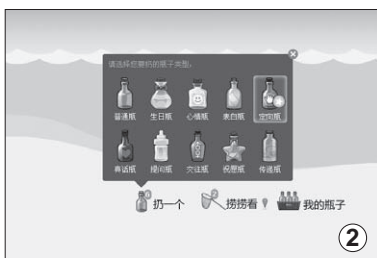 请选择您要扔的瓶子类型:
普通瓶 生日瓶 心情瓶 表白瓶 定向瓶
真话瓶 提问瓶 交往瓶 祝愿瓶 传递瓶
扔一个 捞捞看 我的瓶子
②